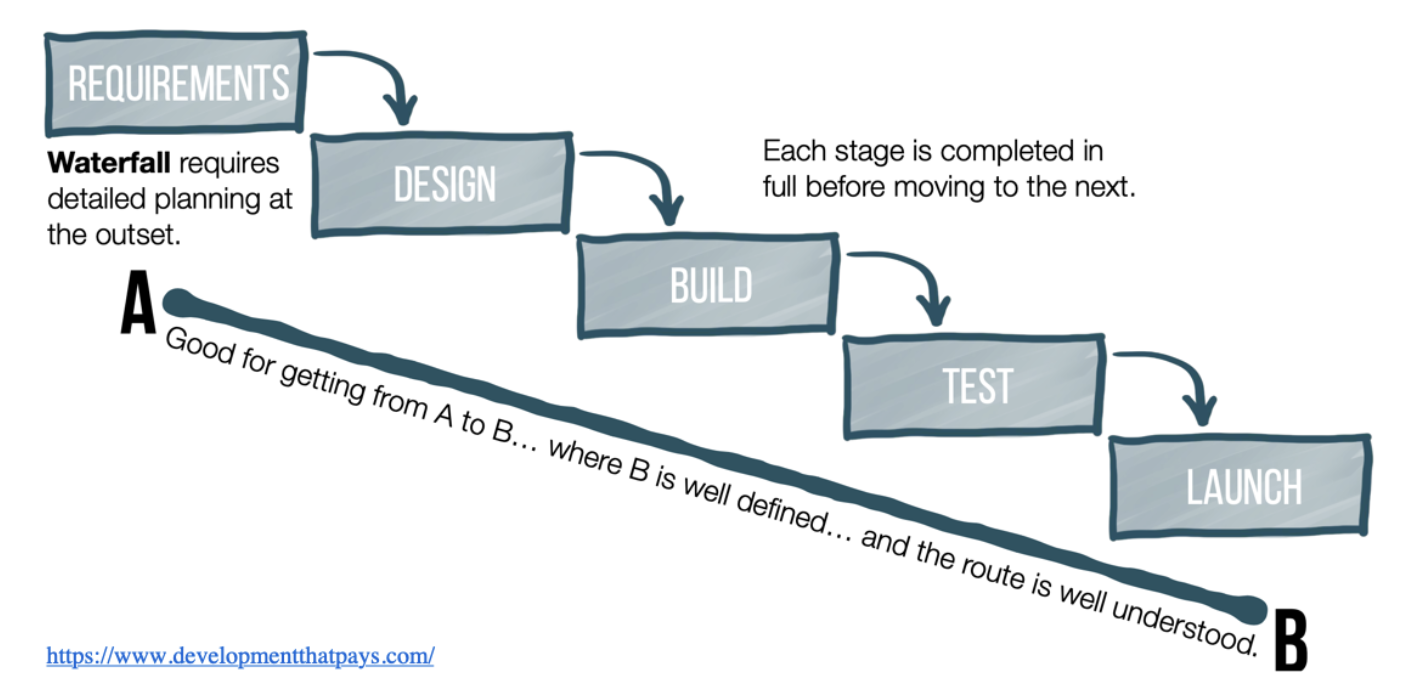 REQUIREMENTS
Waterfall requires
detailed planning at
the outset.
DESIGN
Each stage is completed in
full before moving to the next.
BUILD
TEST
LAUNCH
A
Good for getting from A to B... where B is well defined... and the route is well understood.
B
https://www.developmentthatpays.com/